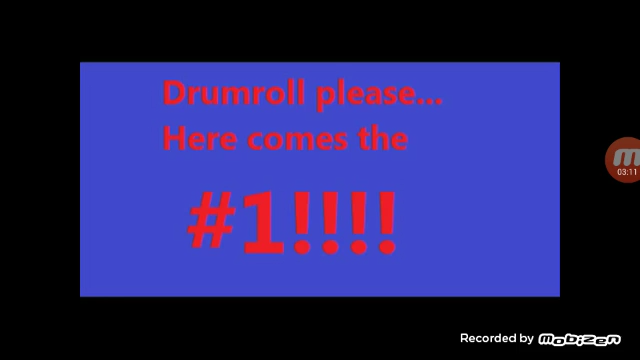 Drumroll please...
Here comes the
#1!!!!
03:11
Recorded by Mobizen